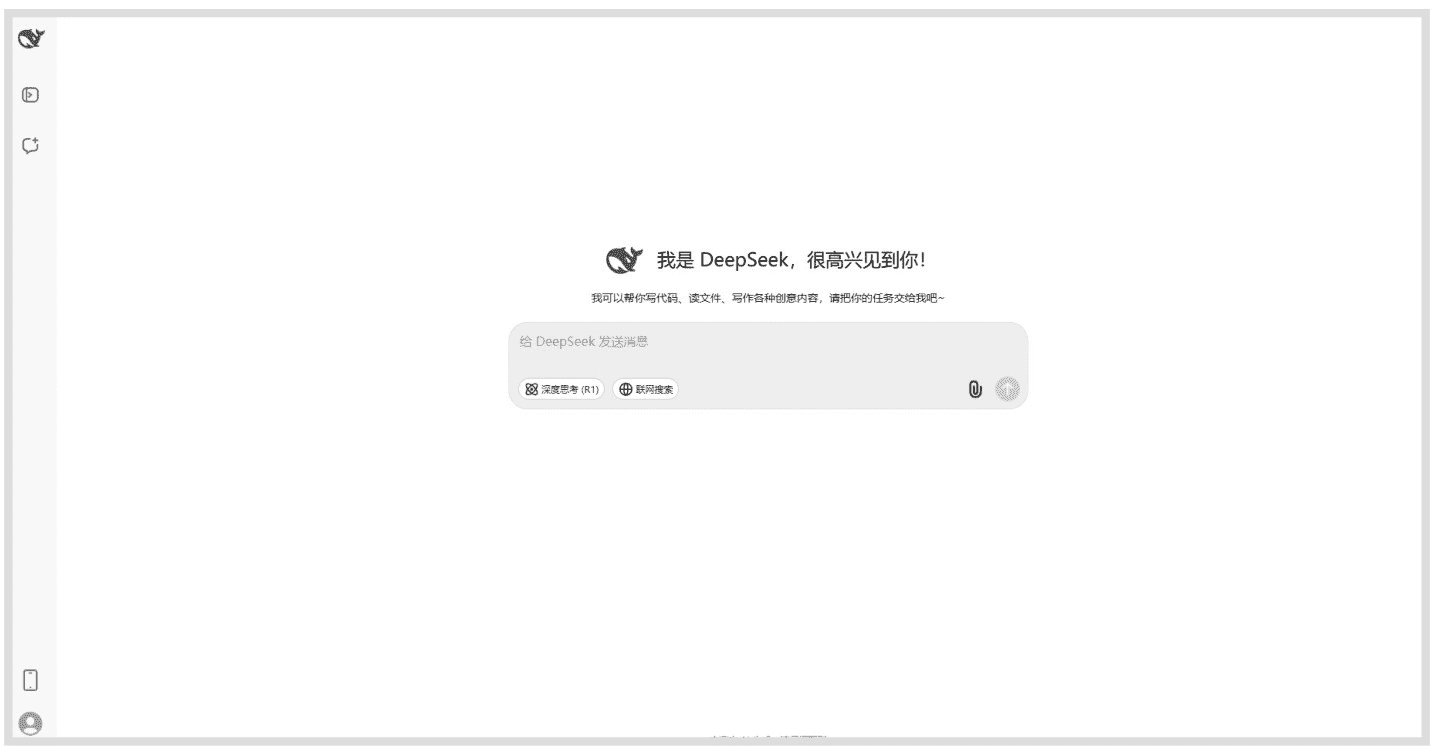 我是 DeepSeek，很高兴见到你！
我可以帮你写代码、读文件、写作各种创意内容，请把你的任务交给我吧~
给 DeepSeek 发送消息
深度思考 (R1) 联网搜索